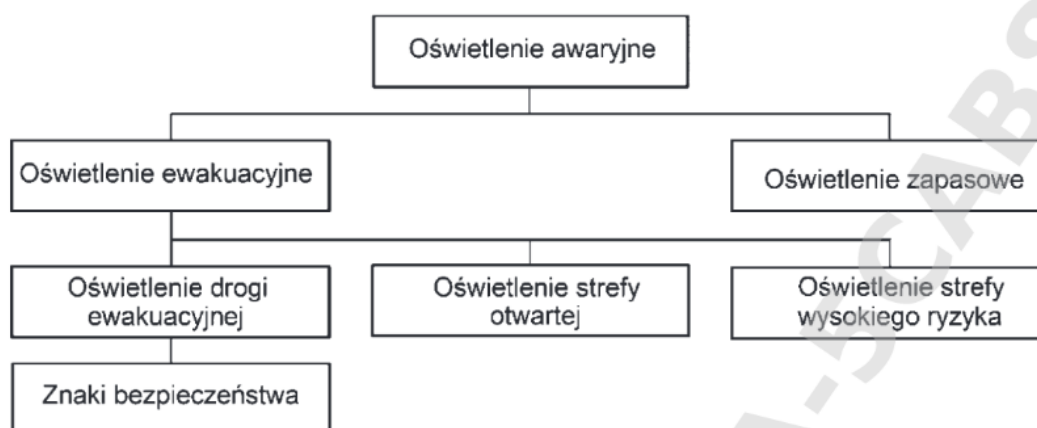 Oświetlenie awaryjne
Oświetlenie ewakuacyjne
Oświetlenie zapasowe
Oświetlenie drogi
ewakuacyjnej
Oświetlenie strefy
otwartej
Oświetlenie strefy
wysokiego ryzyka
Znaki bezpieczeństwa